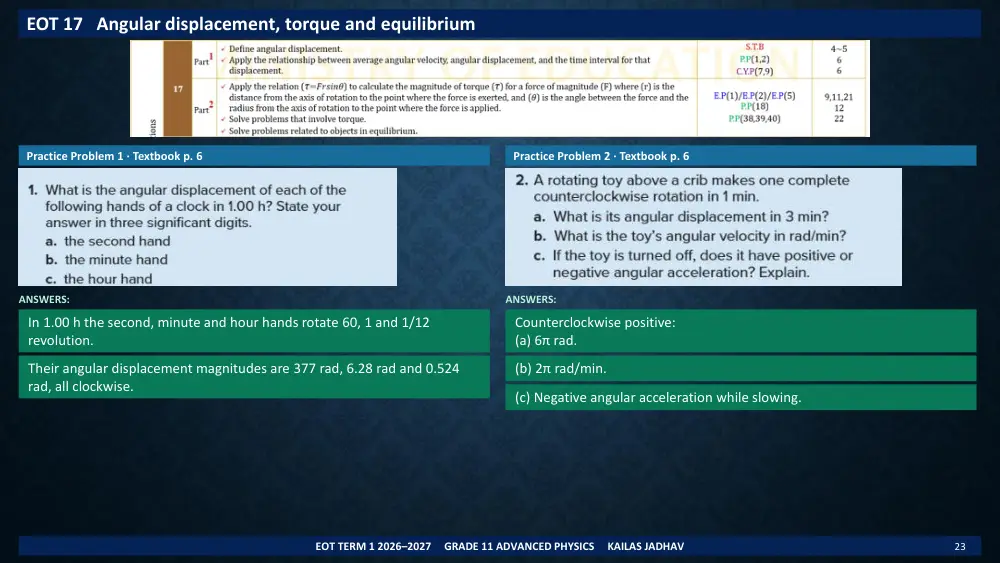 EOT 17 Angular displacement, torque and equilibrium
MINISTRY OF EDUCATION
17
Part1
✓ Define angular displacement.
✓ Apply the relationship between average angular velocity, angular displacement, and the time interval for that
displacement.
S.T.B
P.P(1,2)
C.Y.P(7,9)
4~5
6
6
Part2
✓ Apply the relation (τ=Frsinθ) to calculate the magnitude of torque (τ) for a force of magnitude (F) where (r) is the
distance from the axis of rotation to the point where the force is exerted, and (θ) is the angle between the force and the
radius from the axis of rotation to the point where the force is applied.
✓ Solve problems that involve torque.
✓ Solve problems related to objects in equilibrium.
E.P(1)/E.P(2)/E.P(5)
P.P(18)
P.P(38,39,40)
9,11,21
12
22
Practice Problem 1 · Textbook p. 6
1. What is the angular displacement of each of the
following hands of a clock in 1.00 h? State your
answer in three significant digits.
a. the second hand
b. the minute hand
c. the hour hand
ANSWERS:
In 1.00 h the second, minute and hour hands rotate 60, 1 and 1/12
revolution.
Their angular displacement magnitudes are 377 rad, 6.28 rad and 0.524
rad, all clockwise.
Practice Problem 2 · Textbook p. 6
2. A rotating toy above a crib makes one complete
counterclockwise rotation in 1 min.
a. What is its angular displacement in 3 min?
b. What is the toy's angular velocity in rad/min?
c. If the toy is turned off, does it have positive or
negative angular acceleration? Explain.
ANSWERS:
Counterclockwise positive:
(a) 6π rad.
(b) 2π rad/min.
(c) Negative angular acceleration while slowing.
EOT TERM 1 2026–2027 GRADE 11 ADVANCED PHYSICS KAILAS JADHAV
23